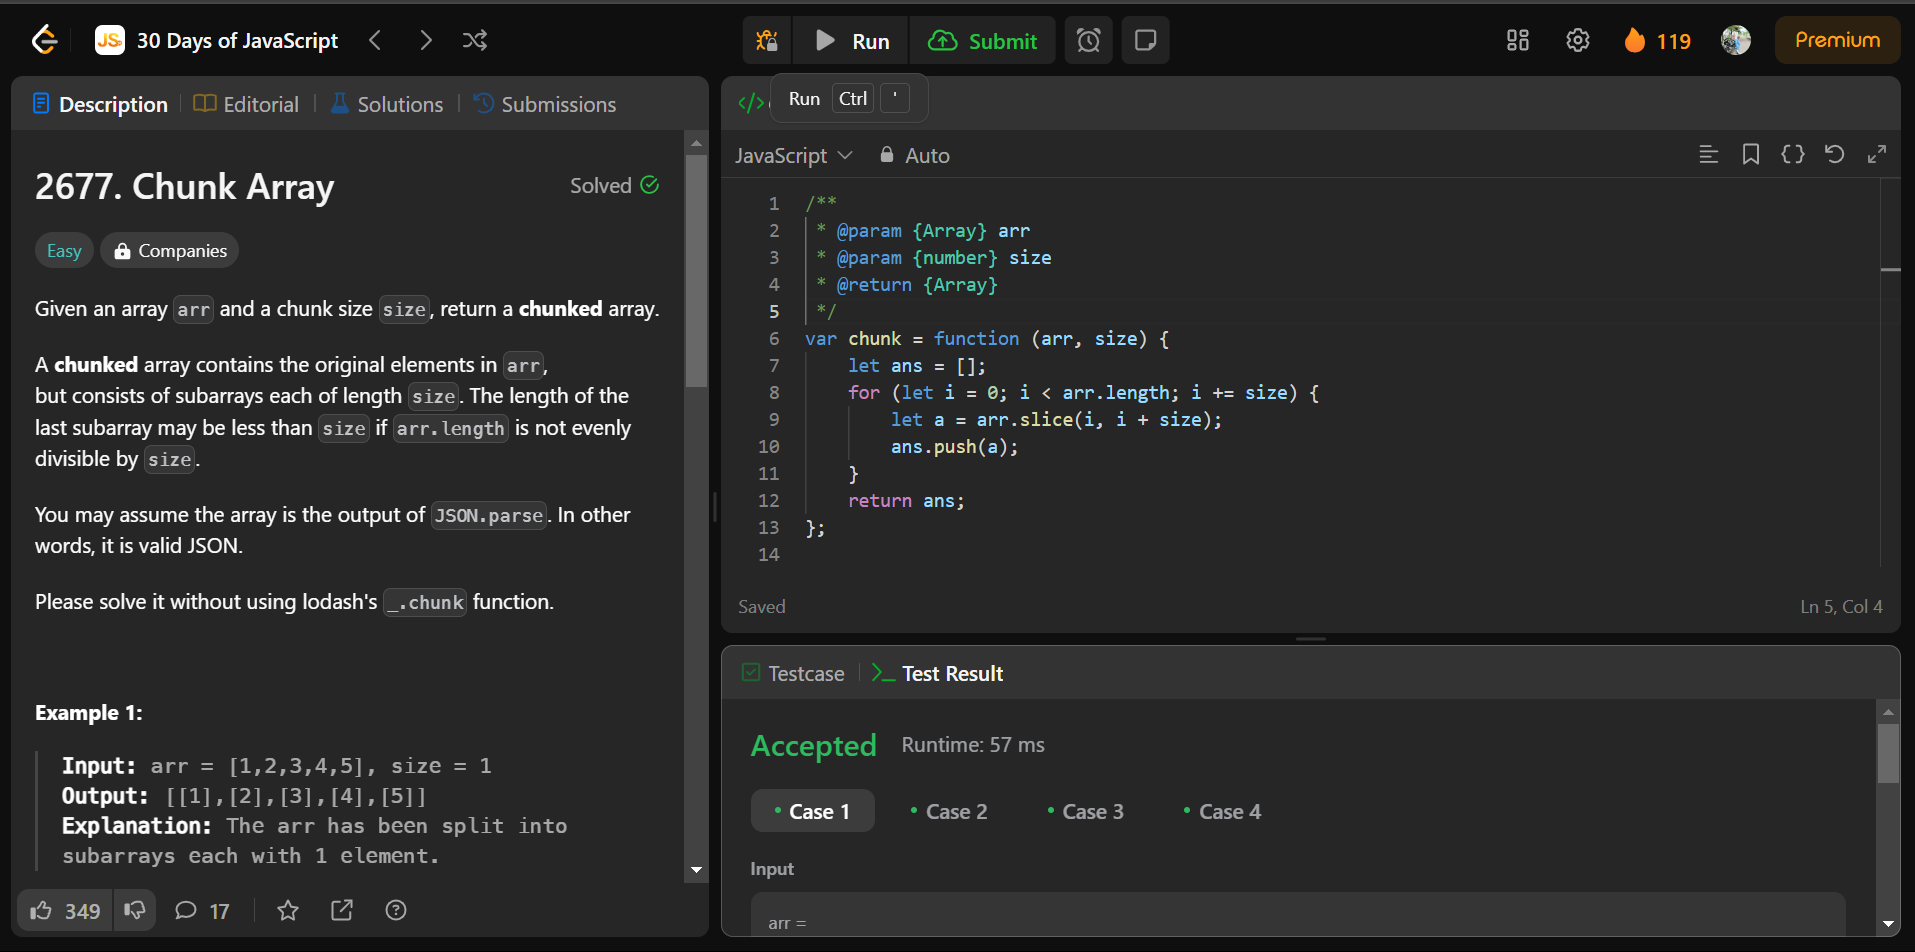 JS 30 Days of JavaScript
Run
Submit
119
Premium
Description
Editorial
Solutions
Submissions
</>
Run Ctrl '
JavaScript
Auto
2677. Chunk Array
Solved
Easy
Companies
Given an array arr and a chunk size size, return a chunked array.
A chunked array contains the original elements in arr,
but consists of subarrays each of length size. The length of the
last subarray may be less than size if arr.length is not evenly
divisible by size.
You may assume the array is the output of JSON.parse. In other
words, it is valid JSON.
Please solve it without using lodash's _.chunk function.
Example 1:
Input: arr = [1,2,3,4,5], size = 1
Output: [[1],[2],[3],[4],[5]]
Explanation: The arr has been split into
subarrays each with 1 element.
349
17
1 /**
2 * @param {Array} arr
3 * @param {number} size
4 * @return {Array}
5 */
6 var chunk = function (arr, size) {
7 let ans = [];
8 for (let i = 0; i < arr.length; i += size) {
9 let a = arr.slice(i, i + size);
10 ans.push(a);
11 }
12 return ans;
13 };
14
Saved
Ln 5, Col 4
Testcase
Test Result
Accepted
Runtime: 57 ms
Case 1
Case 2
Case 3
Case 4
Input
arr =